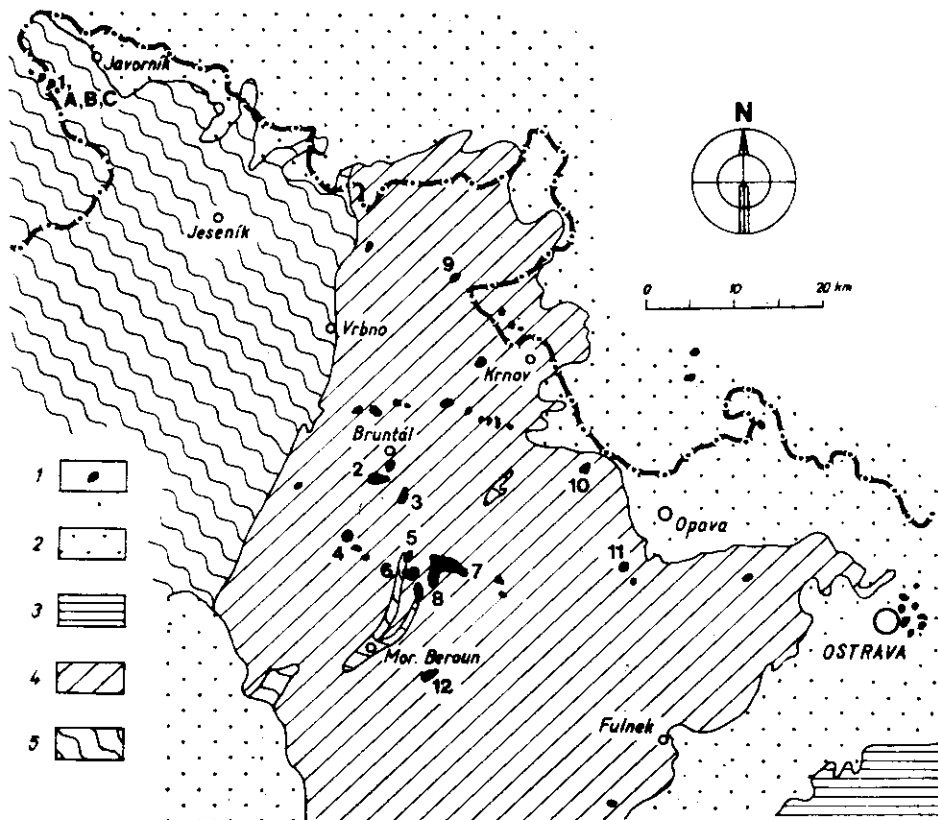 Javorník
1,
A,B,C
N
Jeseník
9
0 10 20 km
Vrbno
Krnov
Bruntál
2
3
10
Opava
4
5
6
7
8
11
OSTRAVA
Mor. Beroun
12
Fulnek
1
2
3
4
5